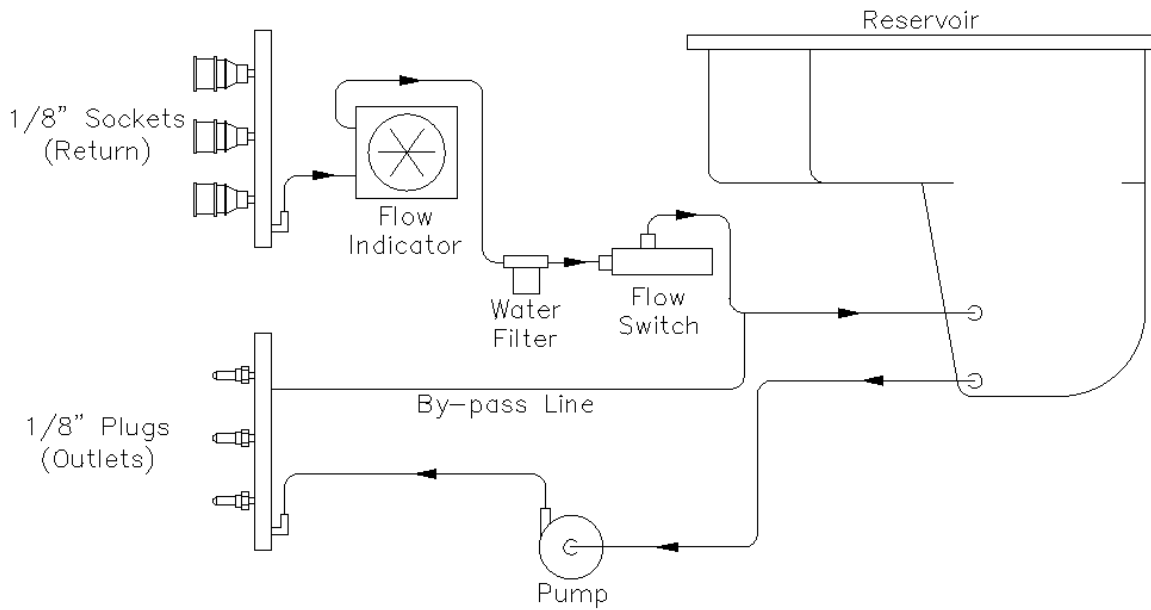 Reservoir
1/8” Sockets
(Return)
Flow
Indicator
Water
Filter
Flow
Switch
By-pass Line
1/8” Plugs
(Outlets)
Pump